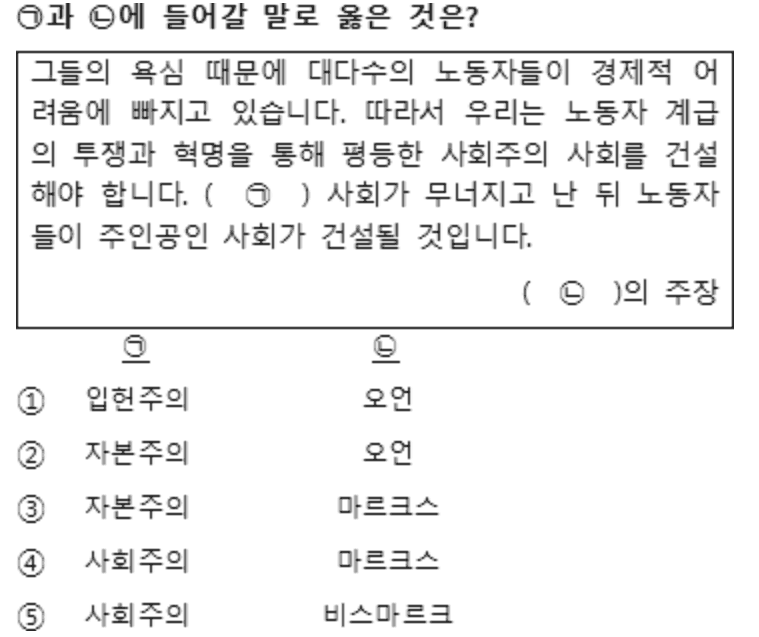 ㉠과 ㉡에 들어갈 말로 옳은 것은?
그들의 욕심 때문에 대다수의 노동자들이 경제적 어
려움에 빠지고 있습니다. 따라서 우리는 노동자 계급
의 투쟁과 혁명을 통해 평등한 사회주의 사회를 건설
해야 합니다. ( ㉠ ) 사회가 무너지고 난 뒤 노동자
들이 주인공인 사회가 건설될 것입니다.
( ㉡ )의 주장
㉠ ㉡
① 입헌주의 오언
② 자본주의 오언
③ 자본주의 마르크스
④ 사회주의 마르크스
⑤ 사회주의 비스마르크